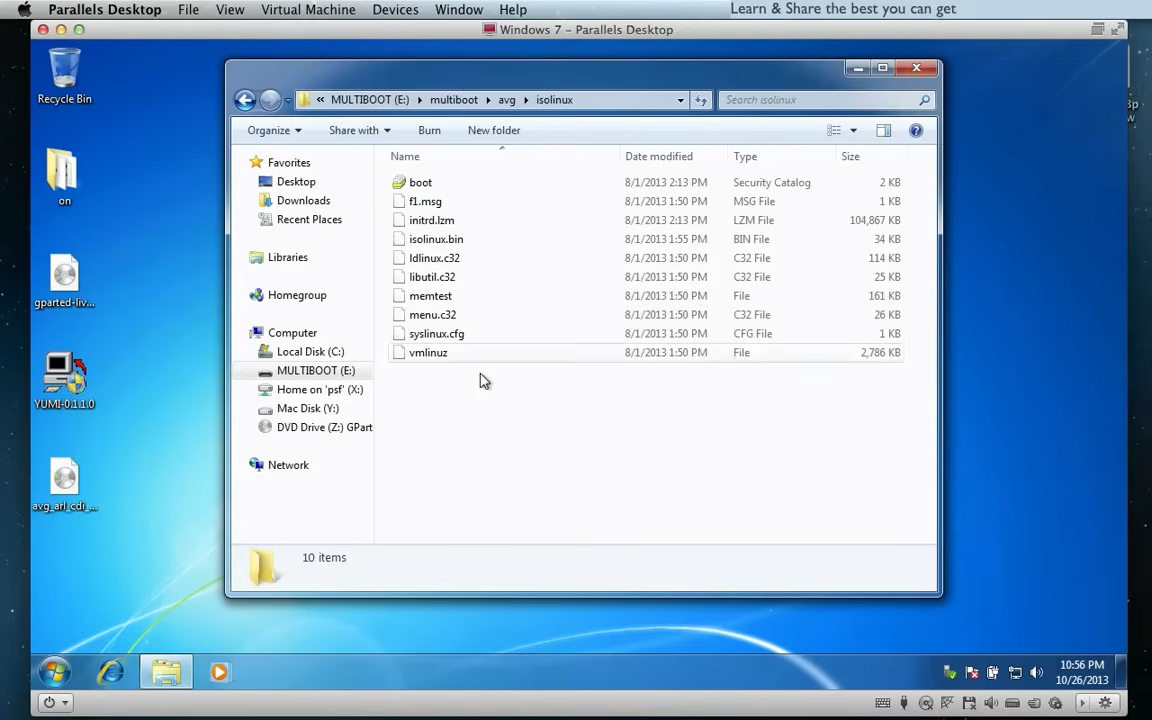 Parallels Desktop File View Virtual Machine Devices Window Help
Learn & Share the best you can get
Windows 7 - Parallels Desktop
Recycle Bin
on
gparted-liv...
YUMI-0.1.1.0
avg_arl_cdi_...
« MULTIBOOT (E:) multiboot avg isolinux
Search isolinux
Organize Share with Burn New folder
Favorites
Desktop
Downloads
Recent Places
Libraries
Homegroup
Computer
Local Disk (C:)
MULTIBOOT (E:)
Home on 'psf' (X:)
Mac Disk (Y:)
DVD Drive (Z:) GPart
Network
Name Date modified Type Size
boot 8/1/2013 2:13 PM Security Catalog 2 KB
f1.msg 8/1/2013 1:50 PM MSG File 1 KB
initrd.lzm 8/1/2013 2:13 PM LZM File 104,867 KB
isolinux.bin 8/1/2013 1:55 PM BIN File 34 KB
ldlinux.c32 8/1/2013 1:50 PM C32 File 114 KB
libutil.c32 8/1/2013 1:50 PM C32 File 25 KB
memtest 8/1/2013 1:50 PM File 161 KB
menu.c32 8/1/2013 1:50 PM C32 File 26 KB
syslinux.cfg 8/1/2013 1:50 PM CFG File 1 KB
vmlinuz 8/1/2013 1:50 PM File 2,786 KB
10 items
10:56 PM
10/26/2013